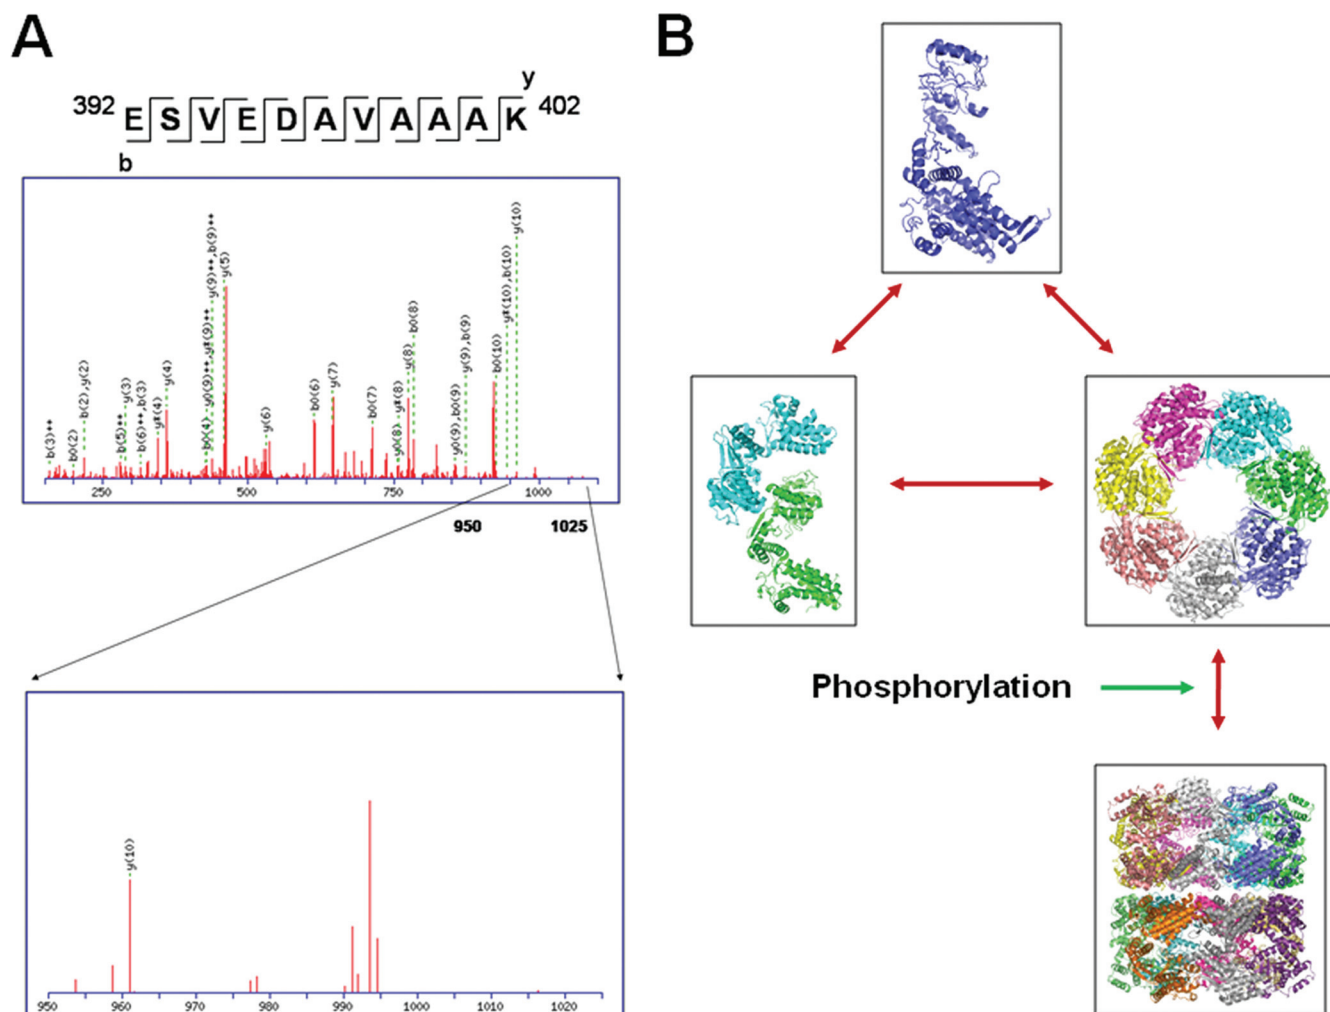 A
B
y
392 ESVEDAVAAAK 402
b
b(3)++
b0(2)
b(2),y(2)
b(5)++
y(3)
b(6)++,b(3)
y*(4)
y(4)
b0(4)
y0(9)++,y*(9)++
y(9)++,b(9)++
y(5)
y(6)
b0(6)
y(7)
b0(7)
y0(8)
y*(8)
y(8)
b0(8)
y0(9),b0(9)
y(9),b(9)
b0(10)
y*(10),b(10)
y(10)
250 500 750 1000
950 1025
Phosphorylation
y(10)
950 960 970 980 990 1000 1010 1020